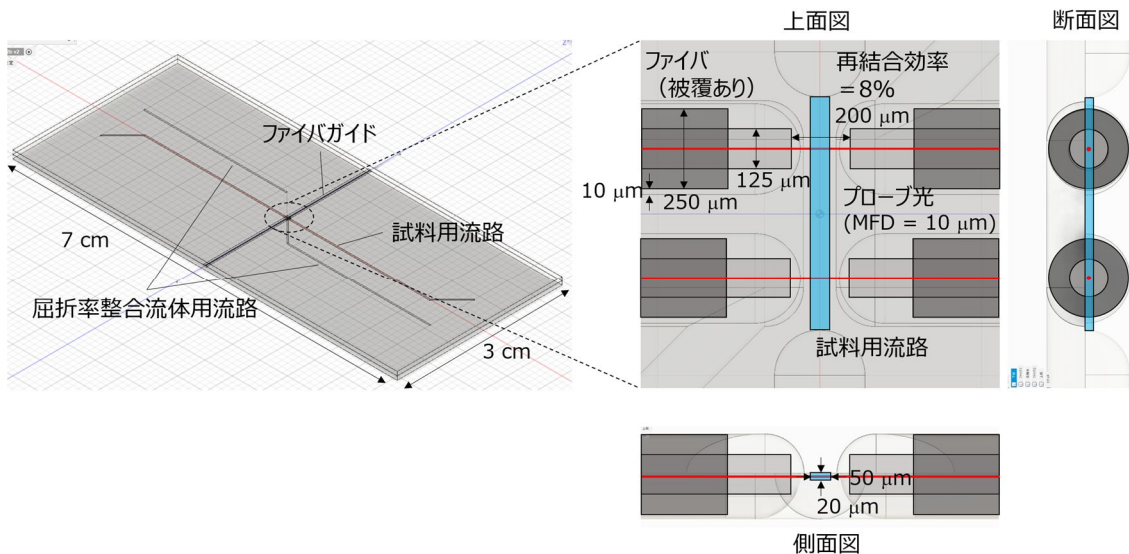 上面図
断面図
ファイバ
(被覆あり)
再結合効率
=8%
200 μm
ファイバガイド
125 μm
10 μm
250 μm
プローブ光
(MFD = 10 μm)
7 cm
試料用流路
屈折率整合流体用流路
3 cm
試料用流路
50 μm
20 μm
側面図